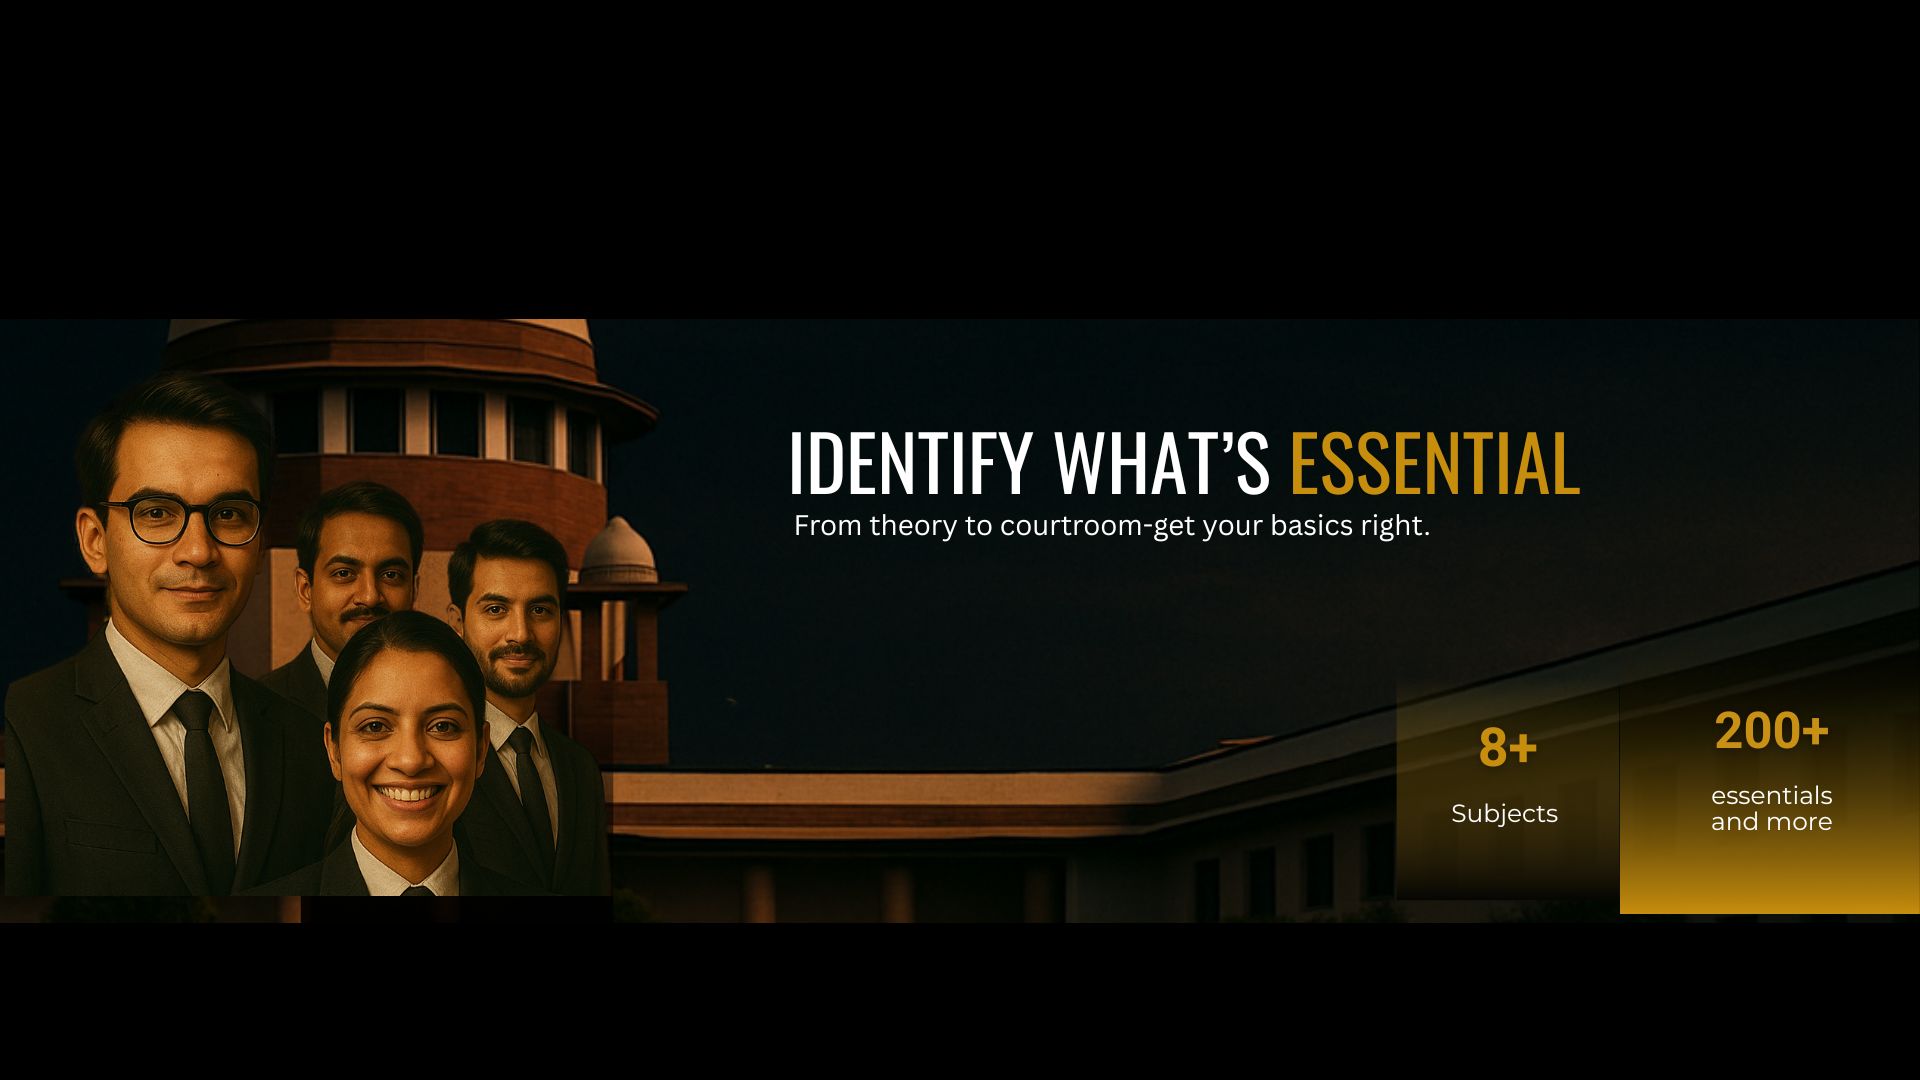 IDENTIFY WHAT’S ESSENTIAL
From theory to courtroom-get your basics right.
8+
Subjects
200+
essentials
and more